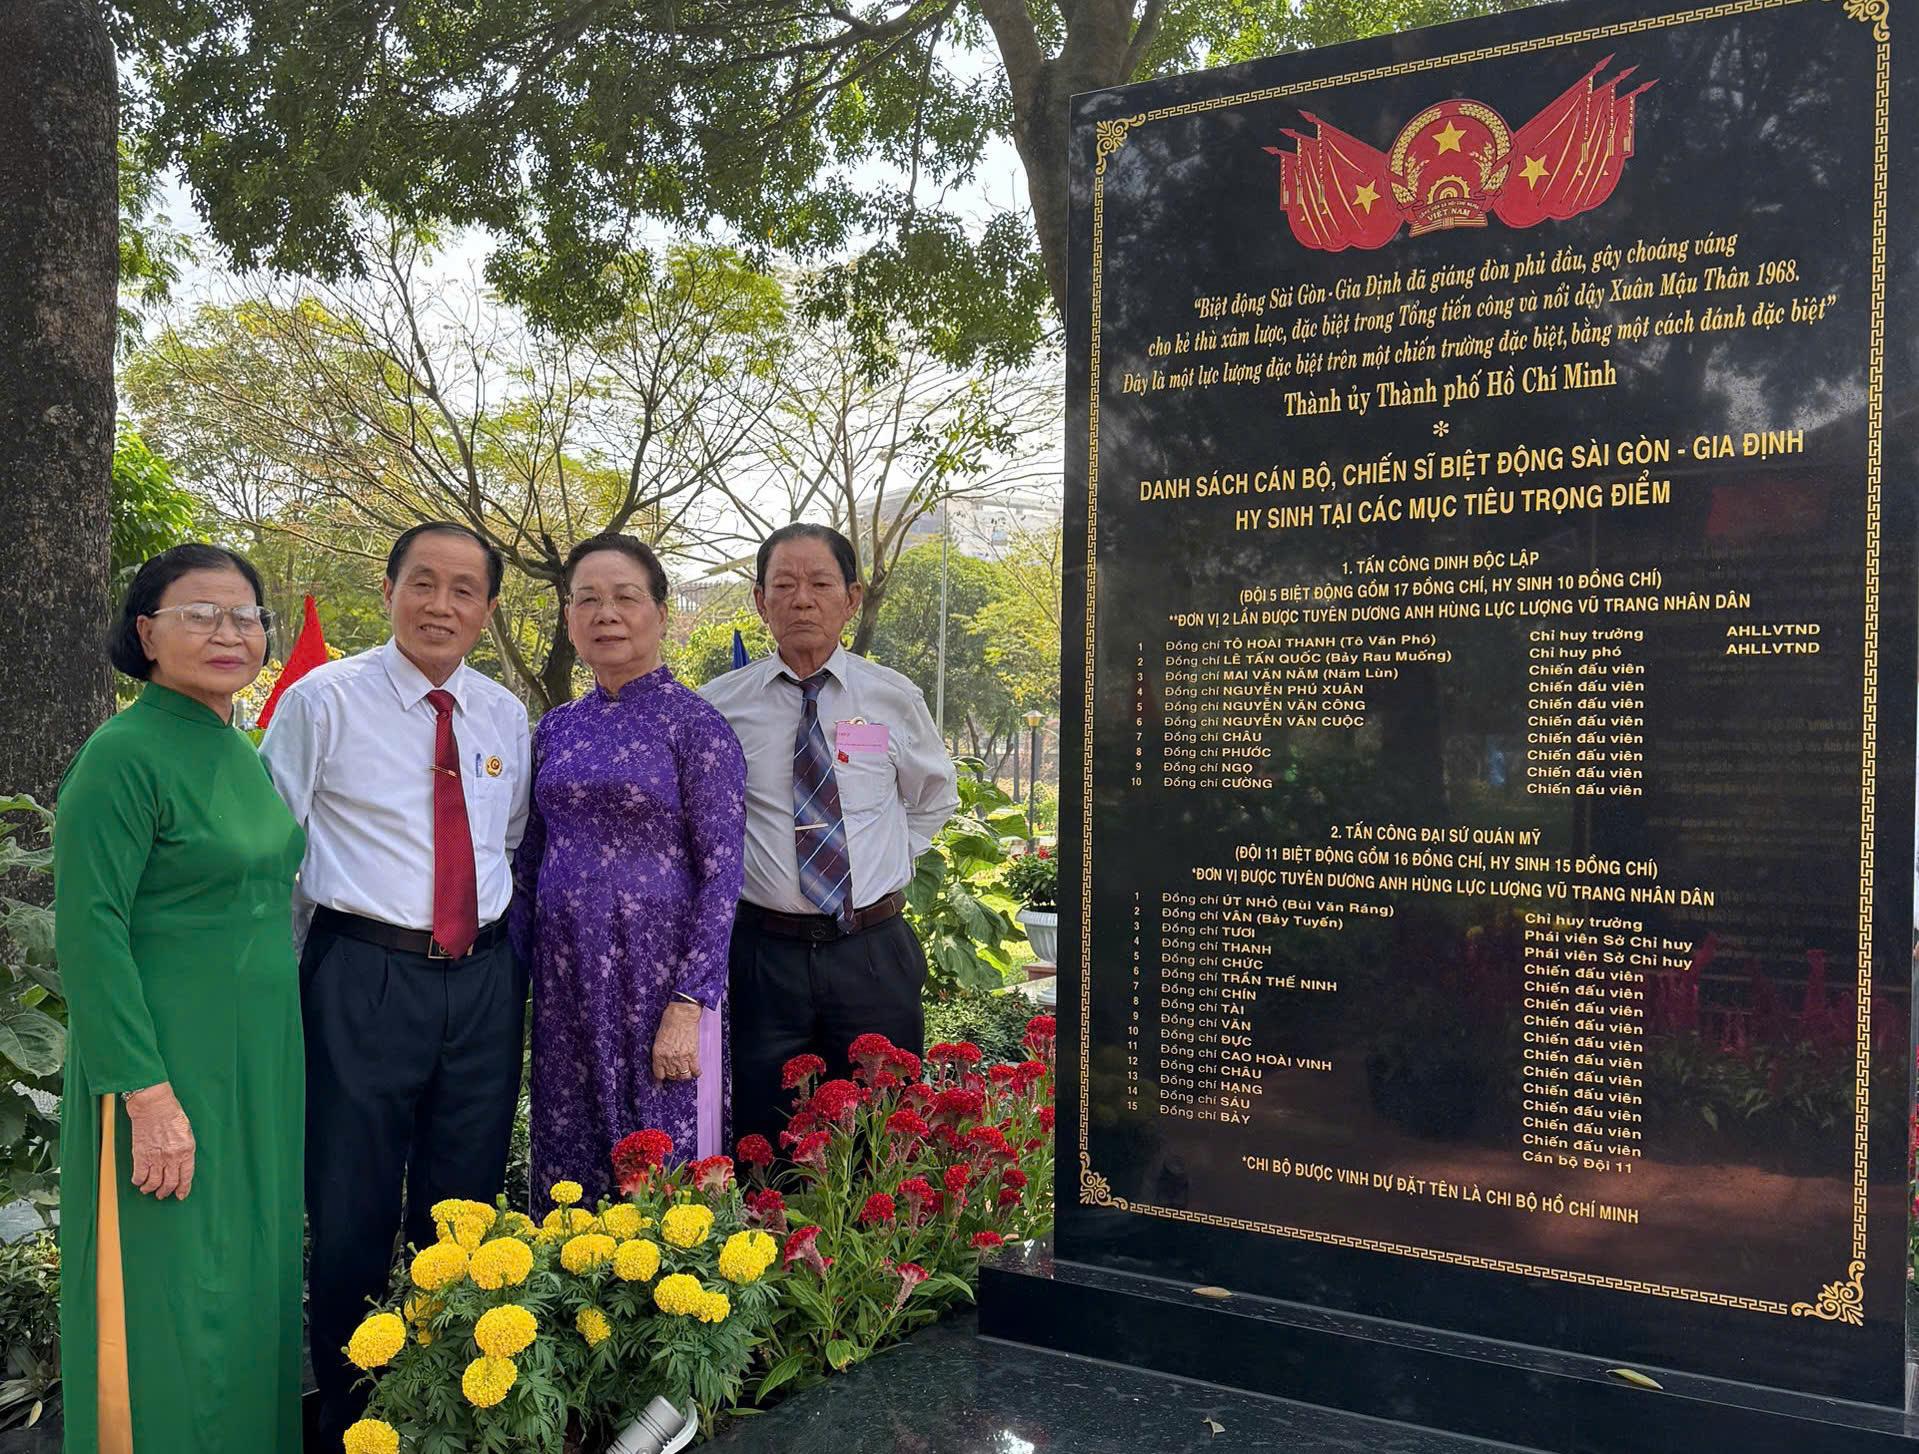 CỘNG HÒA XÃ HỘI CHỦ NGHĨA
VIỆT NAM
"Biệt động Sài Gòn - Gia Định đã giáng đòn phủ đầu, gây choáng váng
cho kẻ thù xâm lược, đặc biệt trong Tổng tiến công và nổi dậy Xuân Mậu Thân 1968.
Đây là một lực lượng đặc biệt trên một chiến trường đặc biệt, bằng một cách đánh đặc biệt"
Thành ủy Thành phố Hồ Chí Minh
*
DANH SÁCH CÁN BỘ, CHIẾN SĨ BIỆT ĐỘNG SÀI GÒN - GIA ĐỊNH
HY SINH TẠI CÁC MỤC TIÊU TRỌNG ĐIỂM
1. TẤN CÔNG DINH ĐỘC LẬP
(ĐỘI 5 BIỆT ĐỘNG GỒM 17 ĐỒNG CHÍ, HY SINH 10 ĐỒNG CHÍ)
**ĐƠN VỊ 2 LẦN ĐƯỢC TUYÊN DƯƠNG ANH HÙNG LỰC LƯỢNG VŨ TRANG NHÂN DÂN
1 Đồng chí TÔ HOÀI THANH (Tô Văn Phó) Chỉ huy trưởng AHLLVTND
2 Đồng chí LÊ TẤN QUỐC (Bảy Rau Muống) Chỉ huy phó AHLLVTND
3 Đồng chí MAI VĂN NĂM (Năm Lùn) Chiến đấu viên
4 Đồng chí NGUYỄN PHÚ XUÂN Chiến đấu viên
5 Đồng chí NGUYỄN VĂN CÔNG Chiến đấu viên
6 Đồng chí NGUYỄN VĂN CUỘC Chiến đấu viên
7 Đồng chí CHÂU Chiến đấu viên
8 Đồng chí PHƯỚC Chiến đấu viên
9 Đồng chí NGỌ Chiến đấu viên
10 Đồng chí CƯỜNG Chiến đấu viên
2. TẤN CÔNG ĐẠI SỨ QUÁN MỸ
(ĐỘI 11 BIỆT ĐỘNG GỒM 16 ĐỒNG CHÍ, HY SINH 15 ĐỒNG CHÍ)
*ĐƠN VỊ ĐƯỢC TUYÊN DƯƠNG ANH HÙNG LỰC LƯỢNG VŨ TRANG NHÂN DÂN
1 Đồng chí ÚT NHỎ (Bùi Văn Ráng) Chỉ huy trưởng
2 Đồng chí VÂN (Bảy Tuyến) Phái viên Sở Chỉ huy
3 Đồng chí TƯƠI Phái viên Sở Chỉ huy
4 Đồng chí THANH Chiến đấu viên
5 Đồng chí CHỨC Chiến đấu viên
6 Đồng chí TRẦN THẾ NINH Chiến đấu viên
7 Đồng chí CHÍN Chiến đấu viên
8 Đồng chí TÀI Chiến đấu viên
9 Đồng chí VĂN Chiến đấu viên
10 Đồng chí ĐỰC Chiến đấu viên
11 Đồng chí CAO HOÀI VINH Chiến đấu viên
12 Đồng chí CHÂU Chiến đấu viên
13 Đồng chí HẠNG Chiến đấu viên
14 Đồng chí SÁU Chiến đấu viên
15 Đồng chí BẢY Cán bộ Đội 11
*CHI BỘ ĐƯỢC VINH DỰ ĐẶT TÊN LÀ CHI BỘ HỒ CHÍ MINH